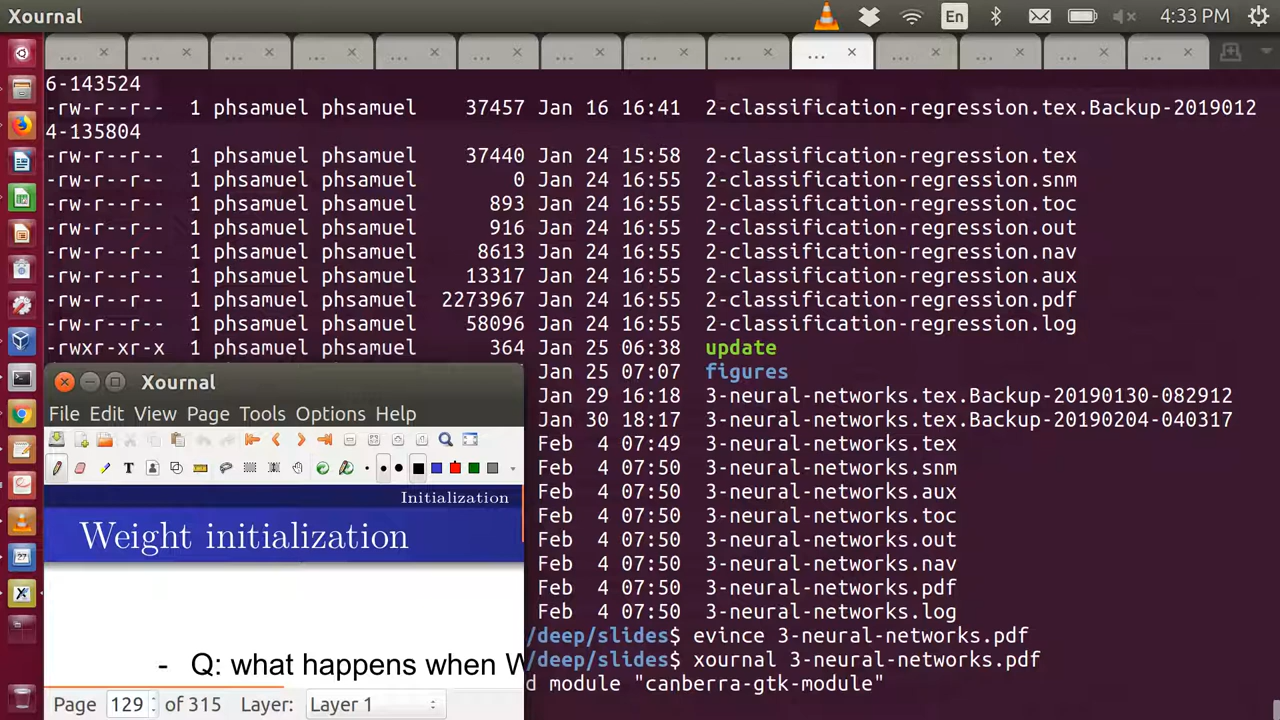 Xournal
En
4:33 PM
... ... ... ... ... ... ... ... ... ... ... ... ... ...
6-143524
-rw-r--r-- 1 phsamuel phsamuel 37457 Jan 16 16:41 2-classification-regression.tex.Backup-2019012
4-135804
-rw-r--r-- 1 phsamuel phsamuel 37440 Jan 24 15:58 2-classification-regression.tex
-rw-r--r-- 1 phsamuel phsamuel 0 Jan 24 16:55 2-classification-regression.snm
-rw-r--r-- 1 phsamuel phsamuel 893 Jan 24 16:55 2-classification-regression.toc
-rw-r--r-- 1 phsamuel phsamuel 916 Jan 24 16:55 2-classification-regression.out
-rw-r--r-- 1 phsamuel phsamuel 8613 Jan 24 16:55 2-classification-regression.nav
-rw-r--r-- 1 phsamuel phsamuel 13317 Jan 24 16:55 2-classification-regression.aux
-rw-r--r-- 1 phsamuel phsamuel 2273967 Jan 24 16:55 2-classification-regression.pdf
-rw-r--r-- 1 phsamuel phsamuel 58096 Jan 24 16:55 2-classification-regression.log
-rwxr-xr-x 1 phsamuel phsamuel 364 Jan 25 06:38 update
Jan 25 07:07 figures
Jan 29 16:18 3-neural-networks.tex.Backup-20190130-082912
Jan 30 18:17 3-neural-networks.tex.Backup-20190204-040317
Feb 4 07:49 3-neural-networks.tex
Feb 4 07:50 3-neural-networks.snm
Feb 4 07:50 3-neural-networks.aux
Feb 4 07:50 3-neural-networks.toc
Feb 4 07:50 3-neural-networks.out
Feb 4 07:50 3-neural-networks.nav
Feb 4 07:50 3-neural-networks.pdf
Feb 4 07:50 3-neural-networks.log
/deep/slides$ evince 3-neural-networks.pdf
/deep/slides$ xournal 3-neural-networks.pdf
d module "canberra-gtk-module"
Xournal
File Edit View Page Tools Options Help
Initialization
Weight initialization
- Q: what happens when W
Page 129 of 315 Layer: Layer 1